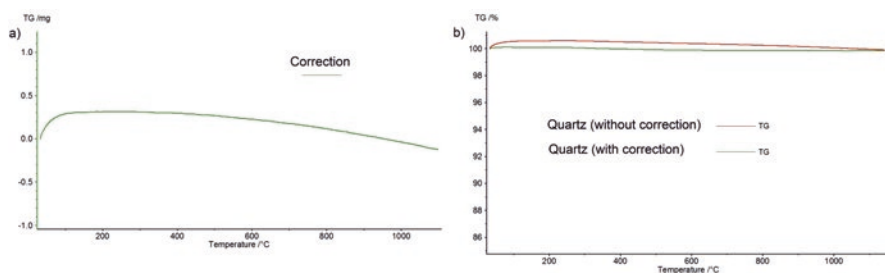 TG /mg
a)
1.0
0.5
0.0
-0.5
-1.0
Correction
200
400
600
800
1000
Temperature /°C
TG /%
b)
100
98
96
94
92
90
88
86
Quartz (without correction) TG
Quartz (with correction) TG
200
400
600
800
1000
Temperature /°C